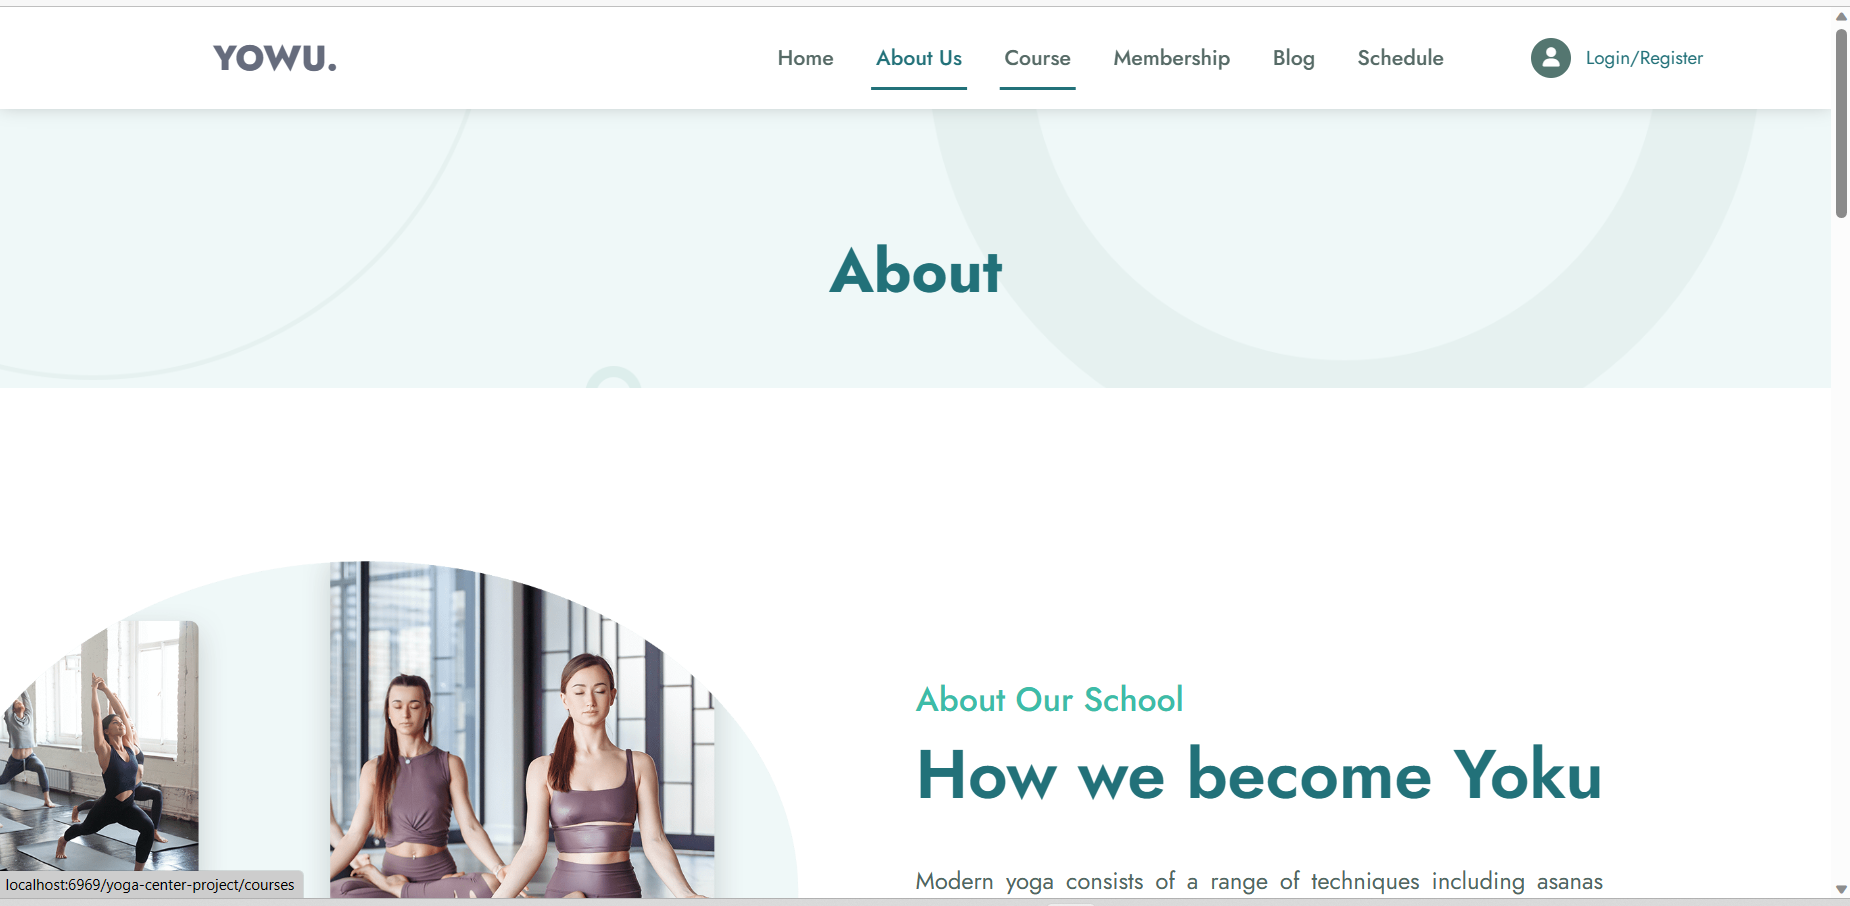 YOWU.
Home About Us Course Membership Blog Schedule Login/Register
About
About Our School
How we become Yoku
Modern yoga consists of a range of techniques including asanas
localhost:6969/yoga-center-project/courses